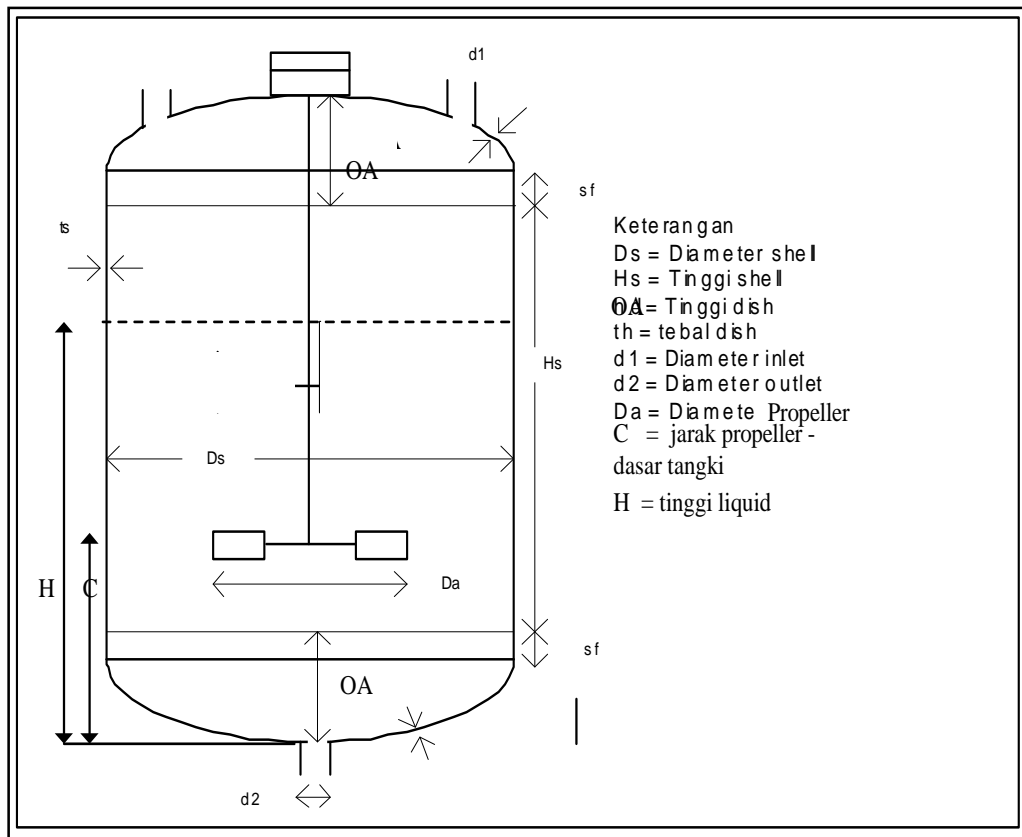 d1
OA
sf
ts
Keterangan
Ds = Diameter shell
Hs = Tinggi shell
OA = Tinggi dish
th = tebal dish
d1 = Diameter inlet
Hs
d2 = Diameter outlet
Da = Diamete Propeller
C = jarak propeller -
dasar tangki
Ds
H = tinggi liquid
H C
Da
sf
OA
d2